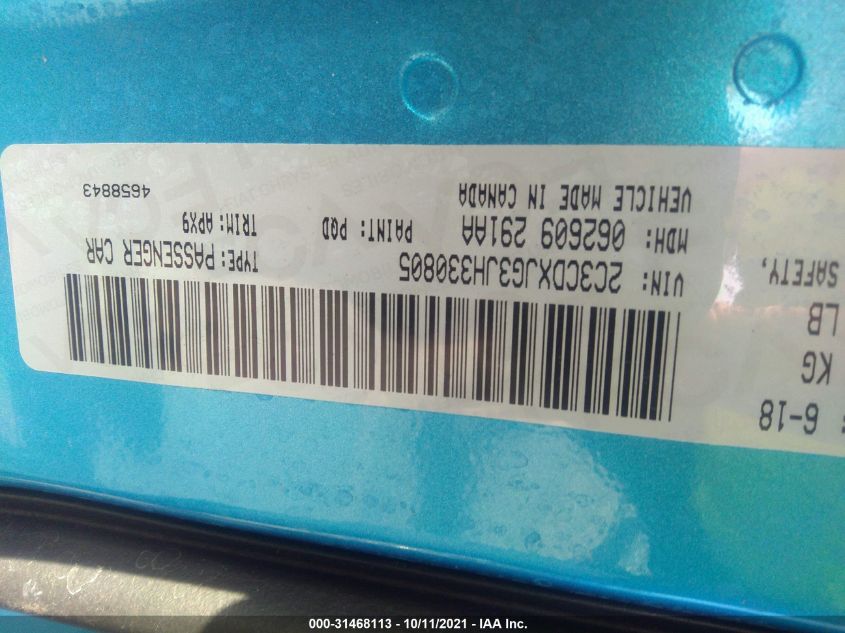 6-18
KG
LB
SAFETY,
VIN: 2C3CDXJG3JH330805
TYPE: PASSENGER CAR
MDH: 062609 291AA
PAINT: PQD
TRIM: APX9
VEHICLE MADE IN CANADA
4658843
000-31468113 - 10/11/2021 - IAA Inc.